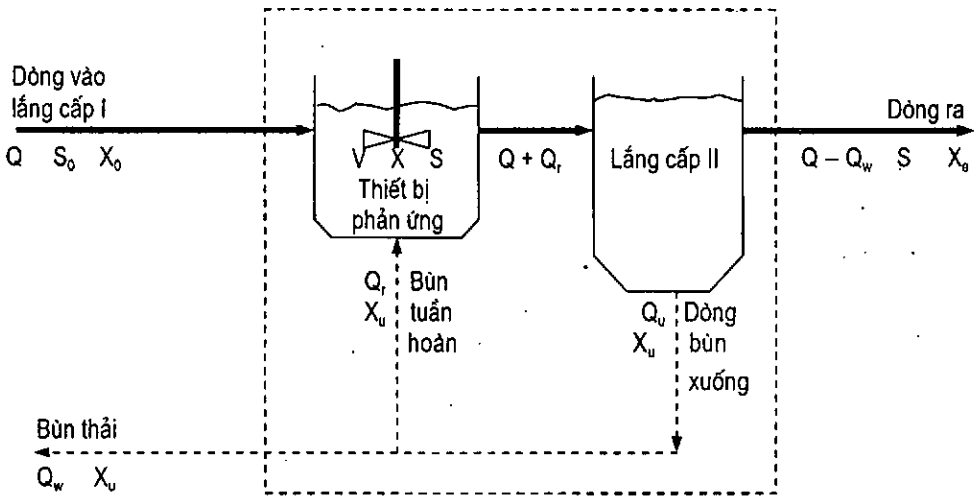 Dòng vào
lắng cấp I
Q S₀ X₀
V X S
Thiết bị
phản ứng
Q + Qᵣ
Lắng cấp II
Dòng ra
Q – Q_w S Xₑ
Qᵣ Bùn
Xᵤ tuần
hoàn
Qᵤ Dòng
Xᵤ bùn
xuống
Bùn thải
Q_w Xᵤ